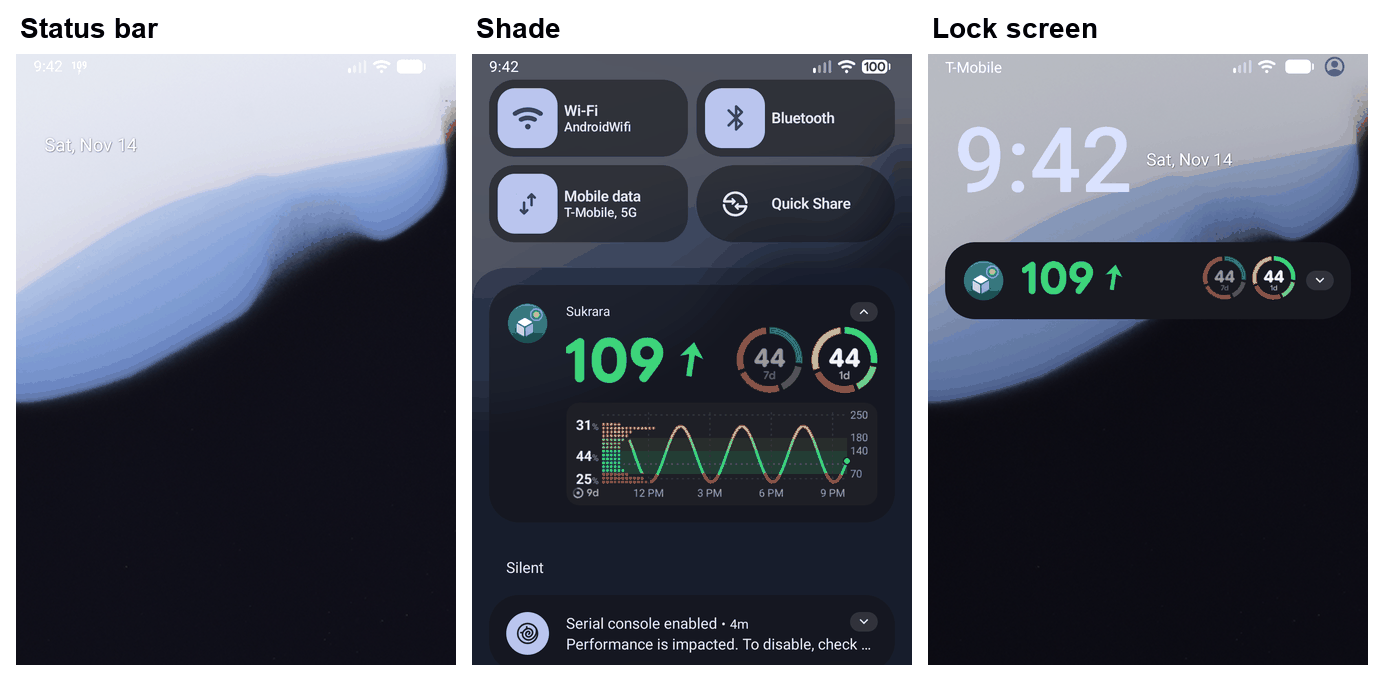 Status bar
9:42 109
Sat, Nov 14
Shade
9:42 100
Wi-Fi
AndroidWifi
Bluetooth
Mobile data
T-Mobile, 5G
Quick Share
Sukrara
109
44
7d
44
1d
250
31%
180
140
44%
70
25%
9d
12 PM 3 PM 6 PM 9 PM
Silent
Serial console enabled • 4m
Performance is impacted. To disable, check ...
Lock screen
T-Mobile
9:42 Sat, Nov 14
109
44
7d
44
1d